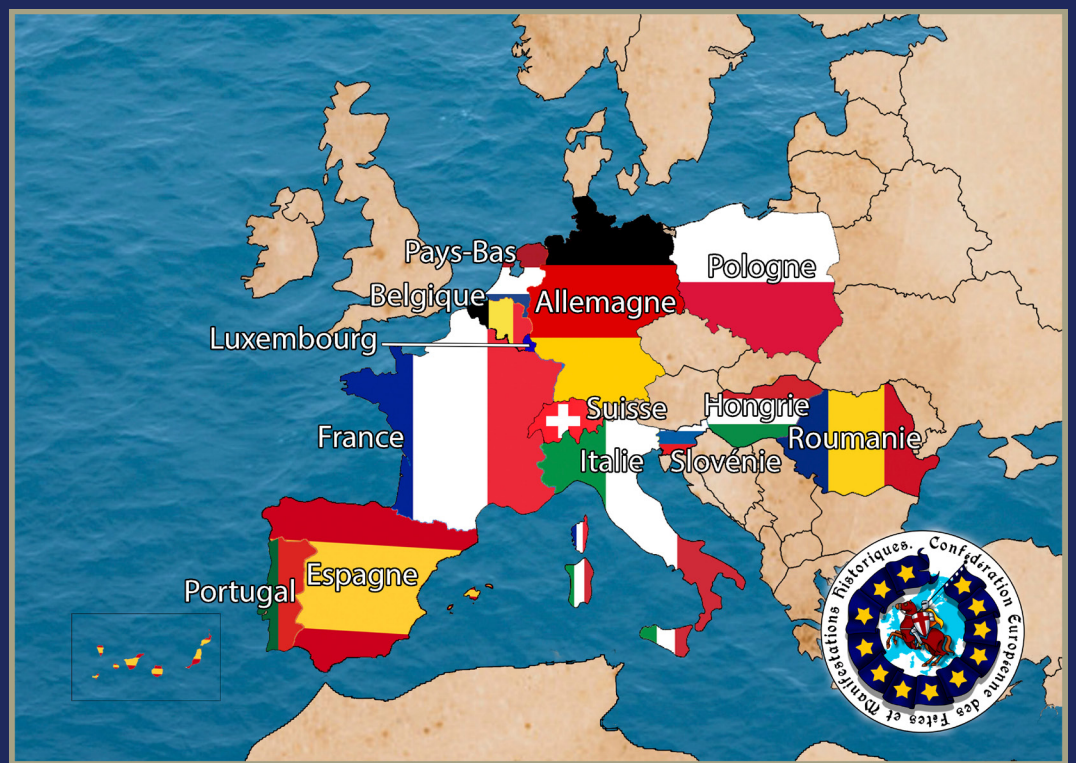 Pays-Bas
Pologne
Belgique
Allemagne
Luxembourg
Suisse
Hongrie
France
Roumanie
Italie
Slovénie
Espagne
Portugal
Confédération Européenne des Fêtes et Manifestations Historiques.